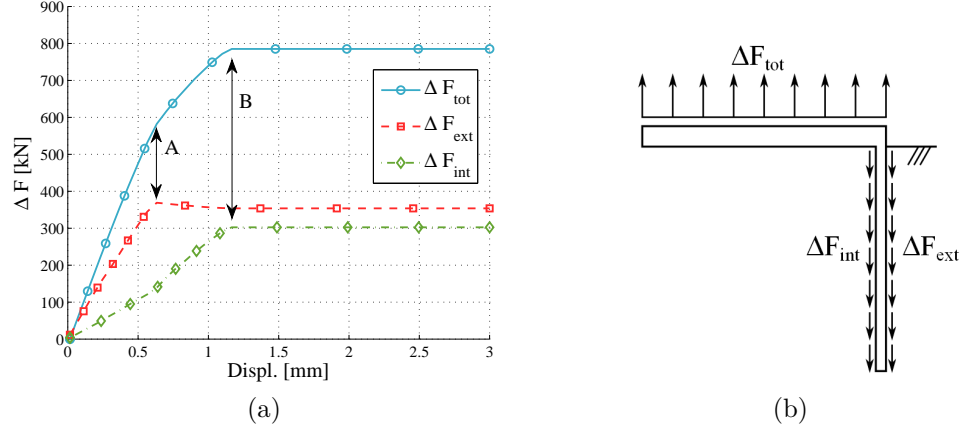 (a)
900
800
700
600
500
400
300
200
100
0
0
0.5
1
1.5
2
2.5
3
Δ F [kN]
Displ. [mm]
A
B
Δ F_tot
Δ F_ext
Δ F_int
ΔF_tot
ΔF_int
ΔF_ext
(b)